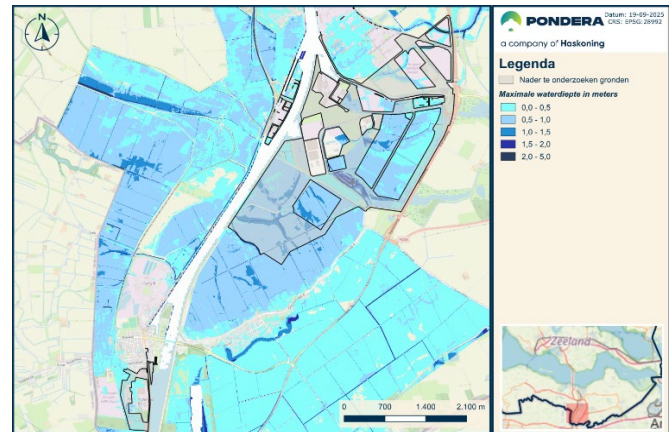 PONDERA
Datum: 19-09-2025
CRS: EPSG:28992
a company of Haskoning
Legenda
Nader te onderzoeken gronden
Maximale waterdiepte in meters
0,0 - 0,5
0,5 - 1,0
1,0 - 1,5
1,5 - 2,0
2,0 - 5,0
N
0 700 1.400 2.100 m
Zeeland